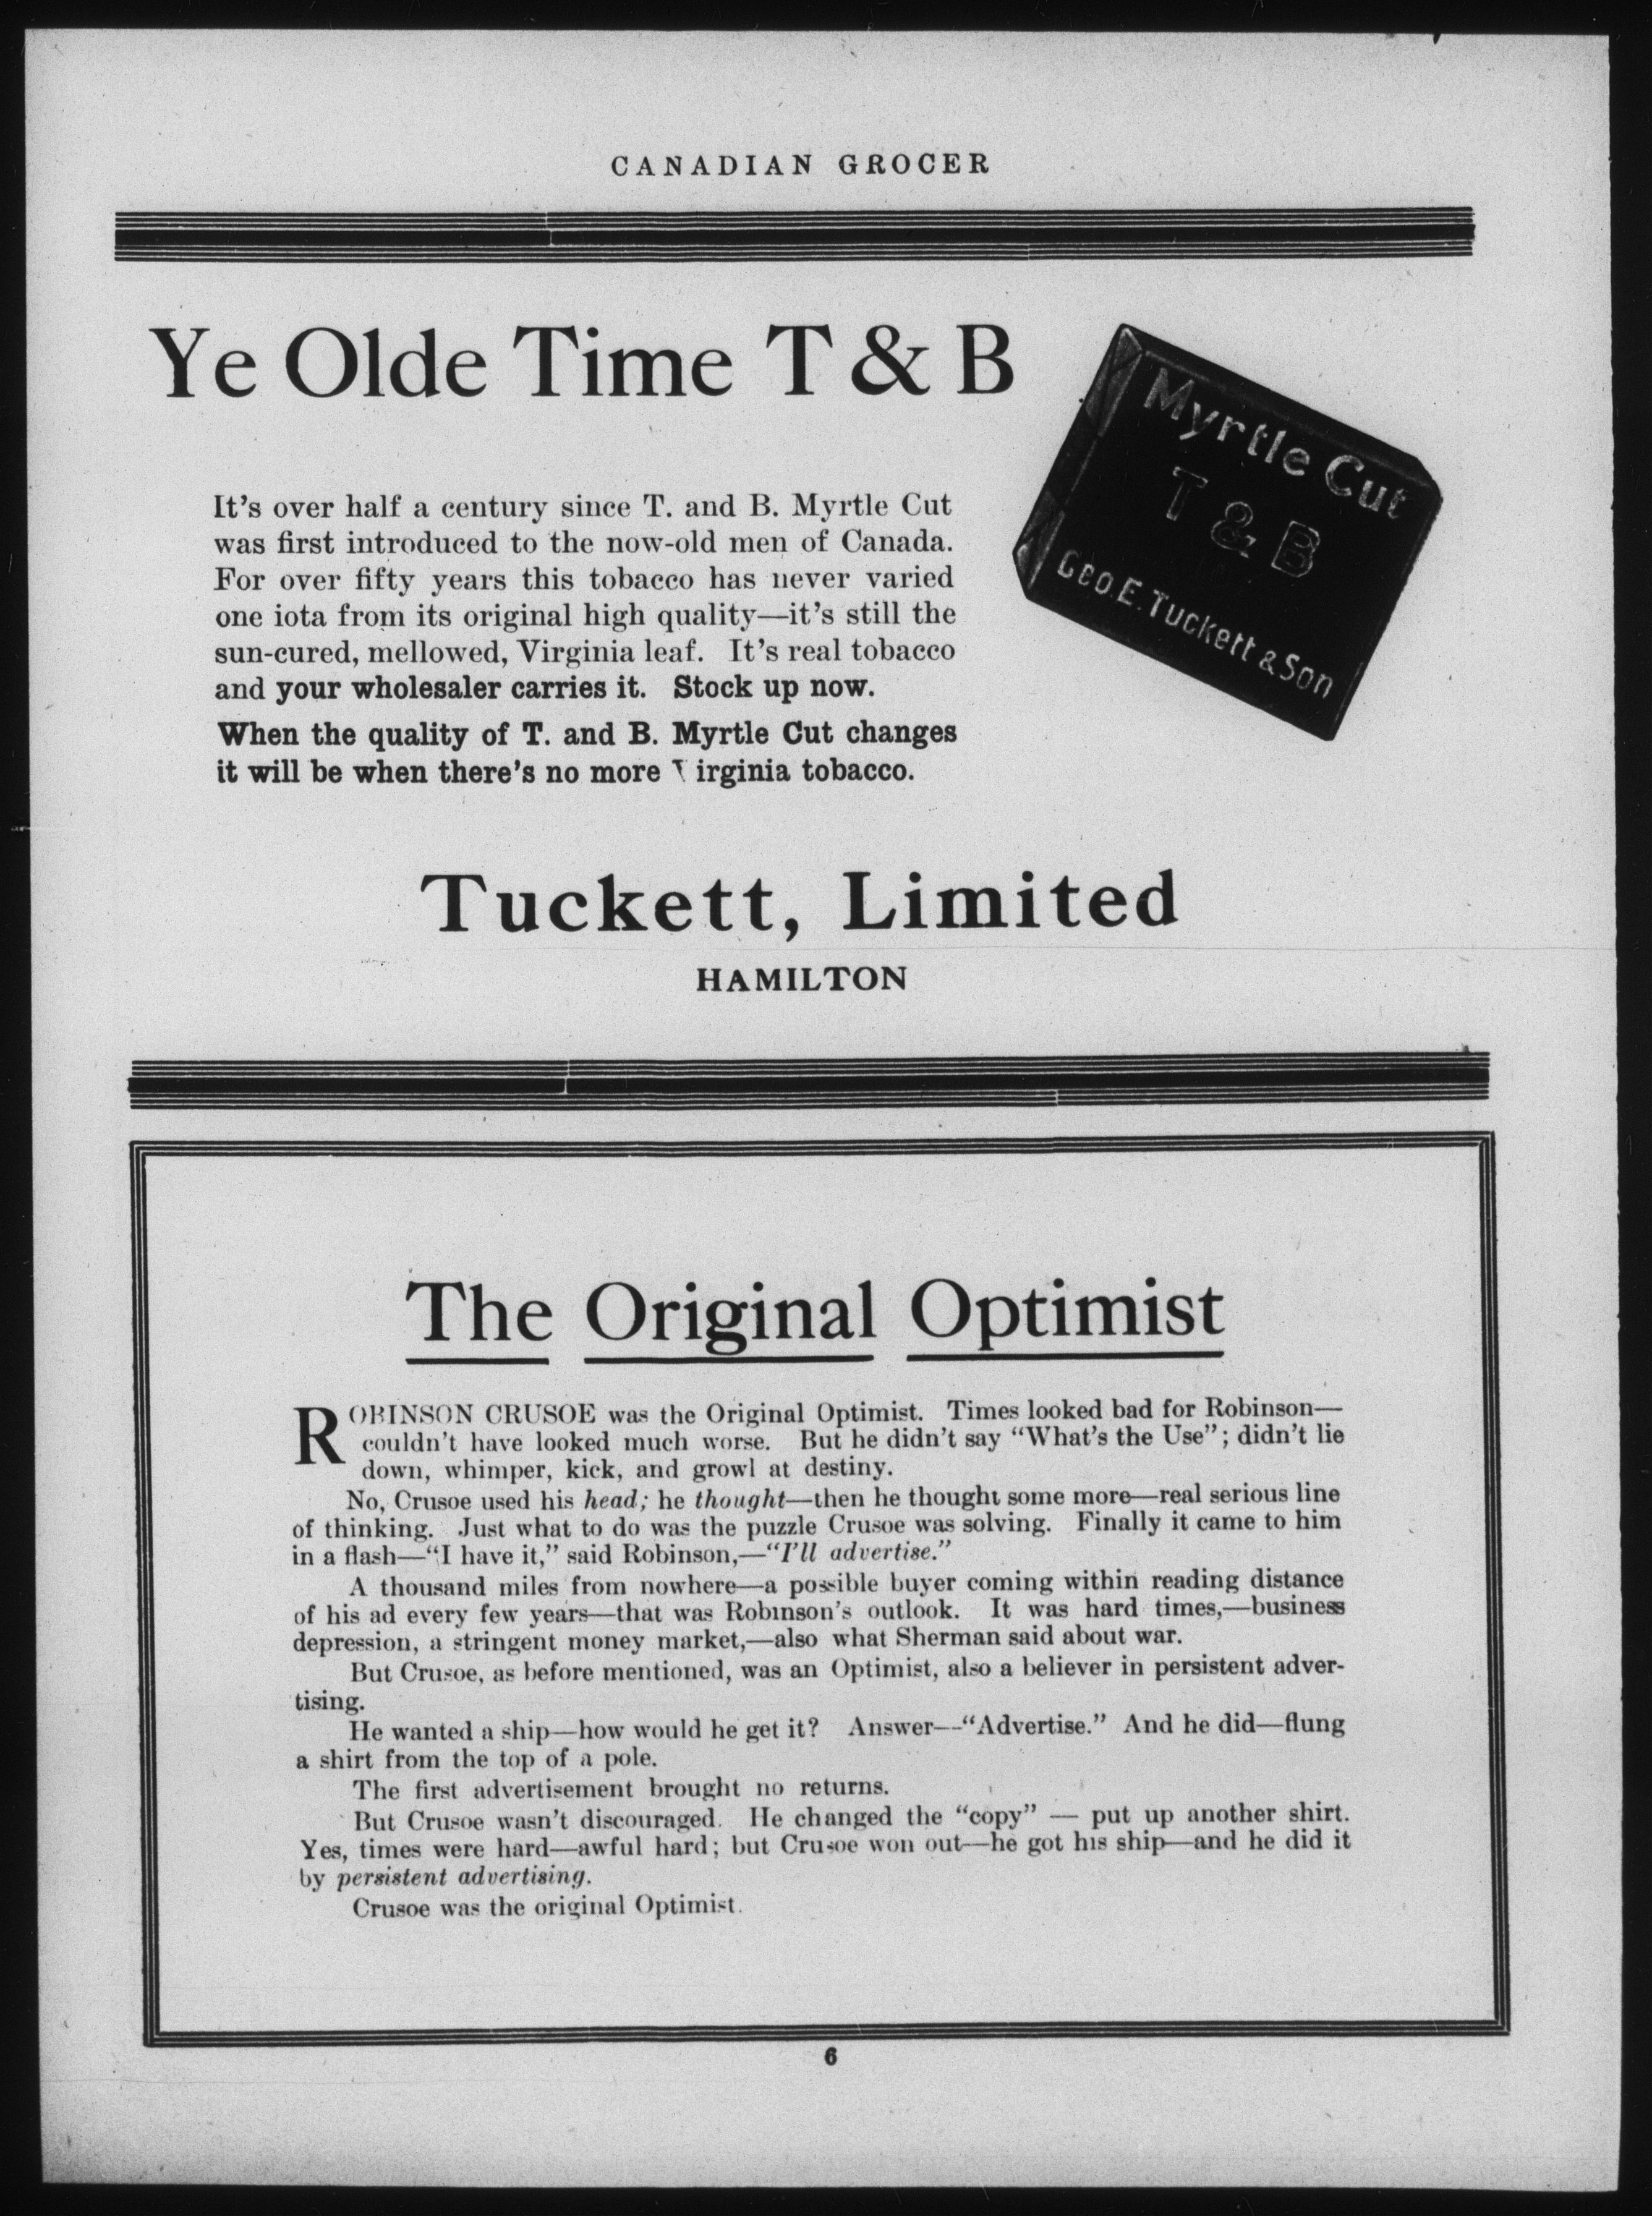 CANADIAN GROCER
Ye Olde Time T & B
Myrtle Cut
T & B
Geo. E. Tuckett & Son
It's over half a century since T. and B. Myrtle Cut
was first introduced to the now-old men of Canada.
For over fifty years this tobacco has never varied
one iota from its original high quality—it's still the
sun-cured, mellowed, Virginia leaf. It's real tobacco
and your wholesaler carries it. Stock up now.
When the quality of T. and B. Myrtle Cut changes
it will be when there's no more Virginia tobacco.
Tuckett, Limited
HAMILTON
The Original Optimist
ROBINSON CRUSOE was the Original Optimist. Times looked bad for Robinson—
couldn't have looked much worse. But he didn't say "What's the Use"; didn't lie
down, whimper, kick, and growl at destiny.
No, Crusoe used his head; he thought—then he thought some more—real serious line
of thinking. Just what to do was the puzzle Crusoe was solving. Finally it came to him
in a flash—"I have it," said Robinson,—"I'll advertise."
A thousand miles from nowhere—a possible buyer coming within reading distance
of his ad every few years—that was Robinson's outlook. It was hard times,—business
depression, a stringent money market,—also what Sherman said about war.
But Crusoe, as before mentioned, was an Optimist, also a believer in persistent adver-
tising.
He wanted a ship—how would he get it? Answer—"Advertise." And he did—flung
a shirt from the top of a pole.
The first advertisement brought no returns.
But Crusoe wasn't discouraged. He changed the "copy" — put up another shirt.
Yes, times were hard—awful hard; but Crusoe won out—he got his ship—and he did it
by persistent advertising.
Crusoe was the original Optimist.
6